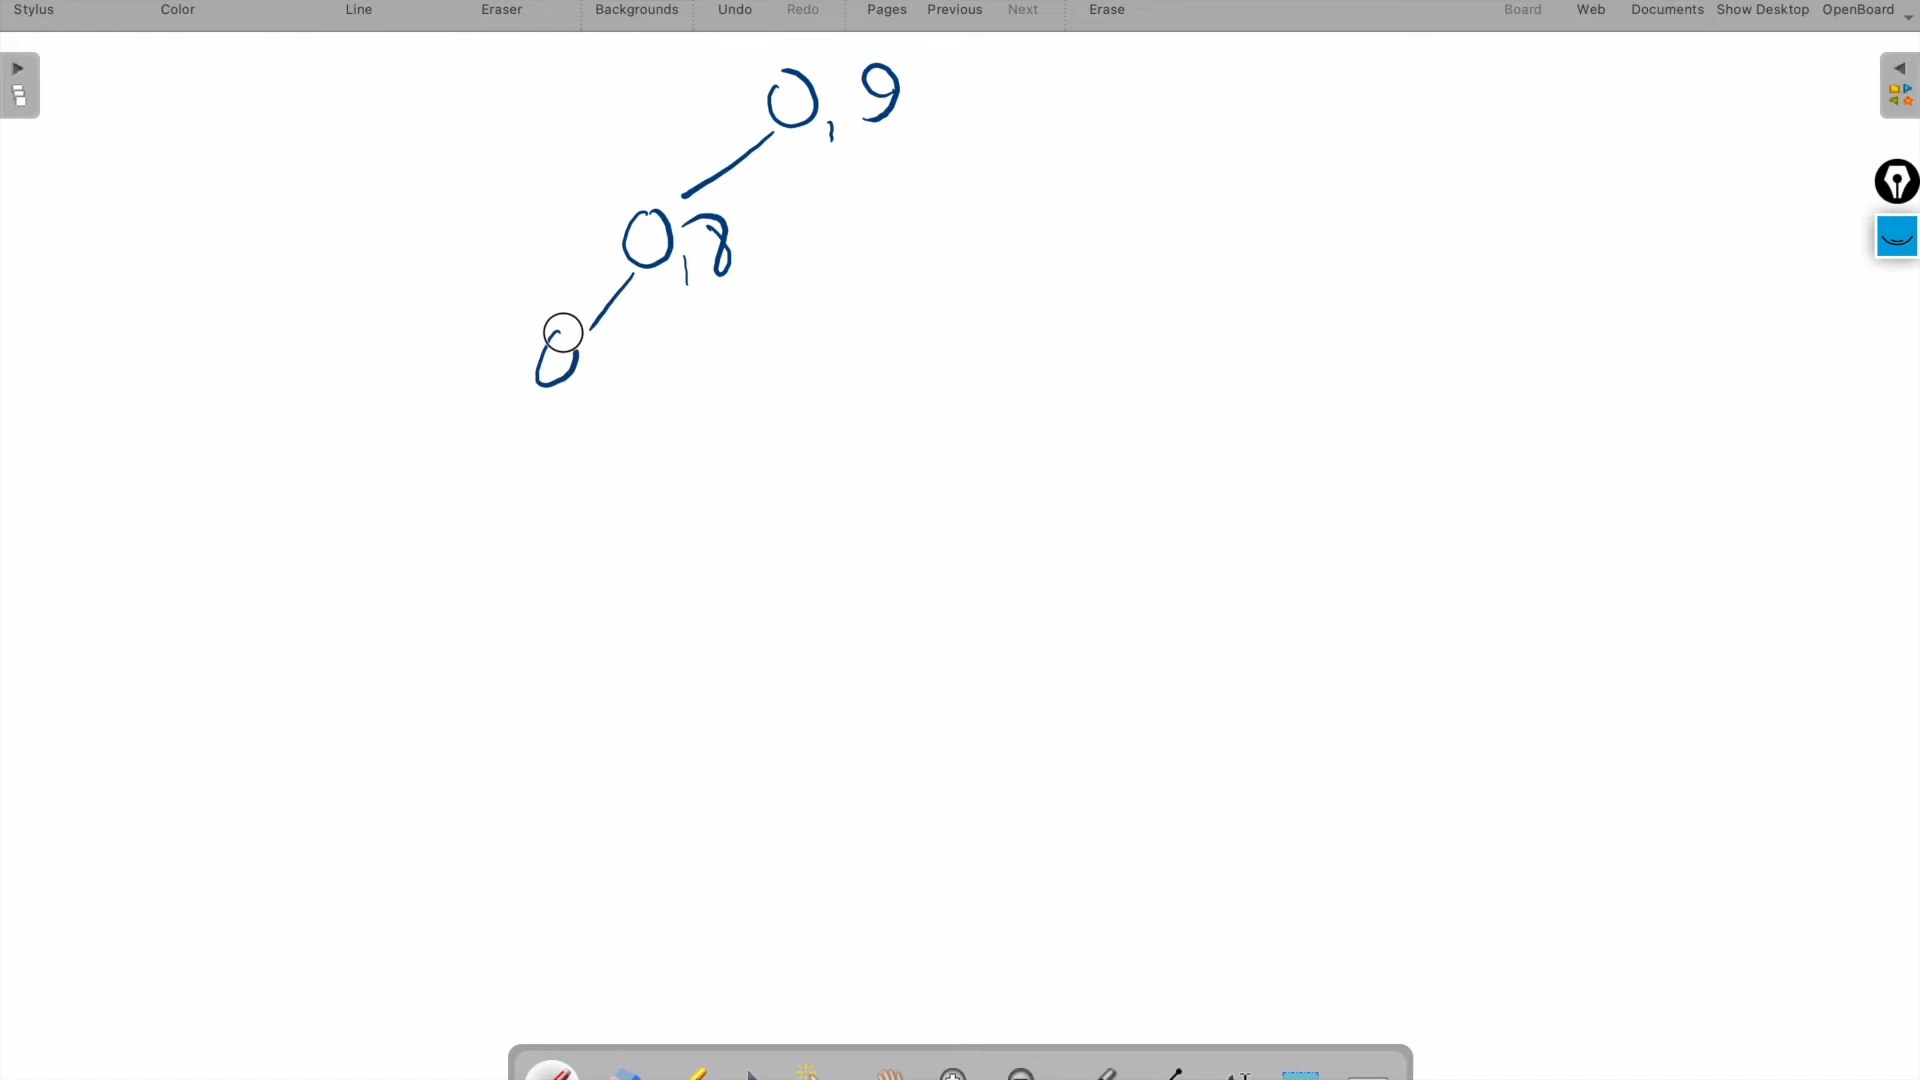 Stylus Color Line Eraser Backgrounds Undo Redo Pages Previous Next Erase Board Web Documents Show Desktop OpenBoard
0, 9
0, 8
0